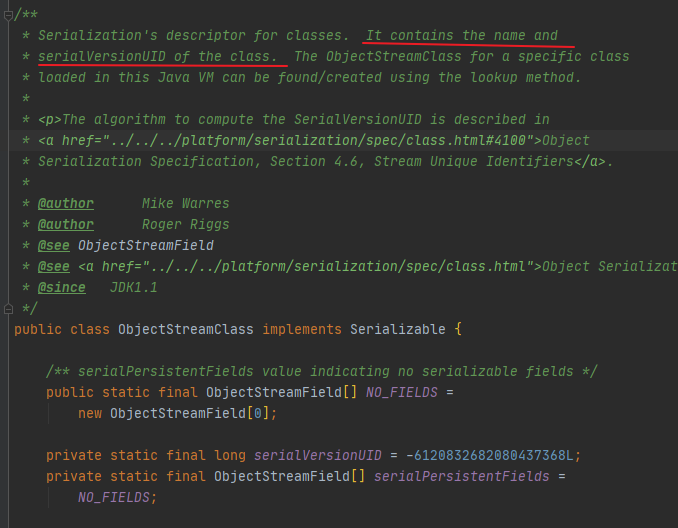 /**
* Serialization's descriptor for classes.  It contains the name and
* serialVersionUID of the class.  The ObjectStreamClass for a specific class
* loaded in this Java VM can be found/created using the lookup method.
*
* <p>The algorithm to compute the SerialVersionUID is described in
* <a href="../../../platform/serialization/spec/class.html#4100">Object
* Serialization Specification, Section 4.6, Stream Unique Identifiers</a>.
*
* @author      Mike Warres
* @author      Roger Riggs
* @see ObjectStreamField
* @see <a href="../../../platform/serialization/spec/class.html">Object Serializat
* @since   JDK1.1
*/
public class ObjectStreamClass implements Serializable {
/** serialPersistentFields value indicating no serializable fields */
public static final ObjectStreamField[] NO_FIELDS =
new ObjectStreamField[0];
private static final long serialVersionUID = -6120832682080437368L;
private static final ObjectStreamField[] serialPersistentFields =
NO_FIELDS;